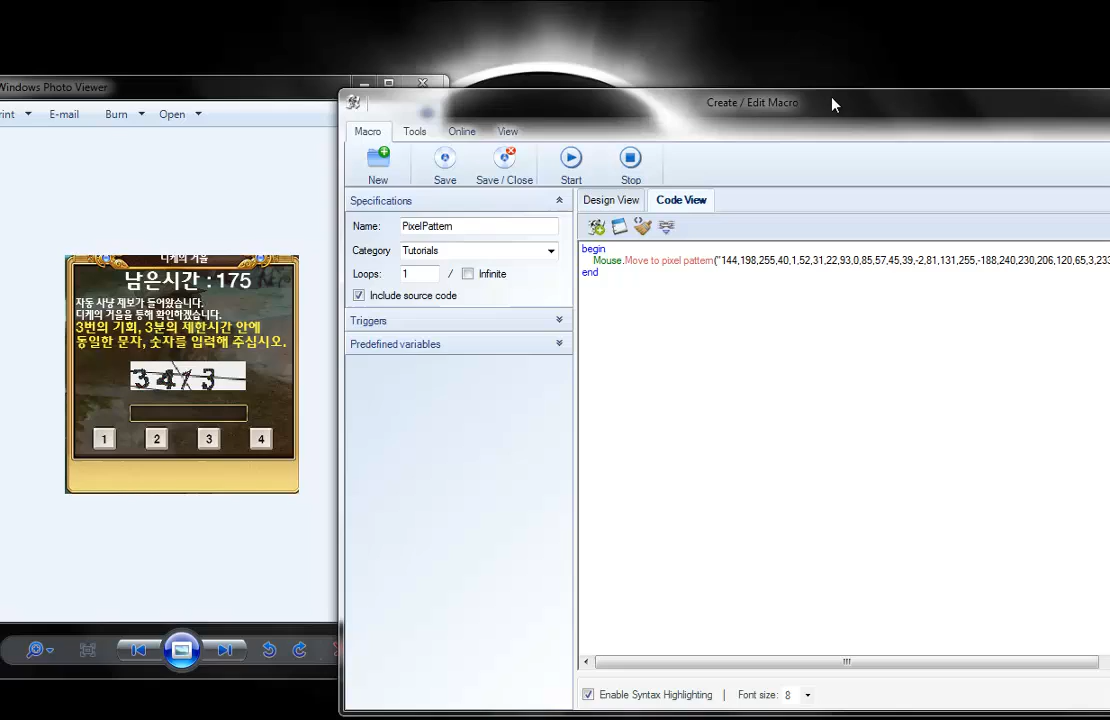 Windows Photo Viewer
Create / Edit Macro
E-mail
Burn
Open
Macro
Tools
Online
View
New
Save
Save / Close
Start
Stop
Specifications
Design View
Code View
Name:
PixelPattern
Category
Tutorials
Loops:
1
/
Infinite
Include source code
Triggers
Predefined variables
begin
Mouse.Move to pixel pattern("144,198,255,40,1,52,31,22,93,0,85,57,45,39,-2,81,131,255,-188,240,230,206,120,65,3,233
end
디케의 거울
남은시간 : 175
자동 사냥 제보가 들어왔습니다.
디케의 거울을 통해 확인하겠습니다.
3번의 기회, 3분의 제한시간 안에
동일한 문자, 숫자를 입력해 주십시오.
1 2 3 4
Enable Syntax Highlighting
Font size: 8